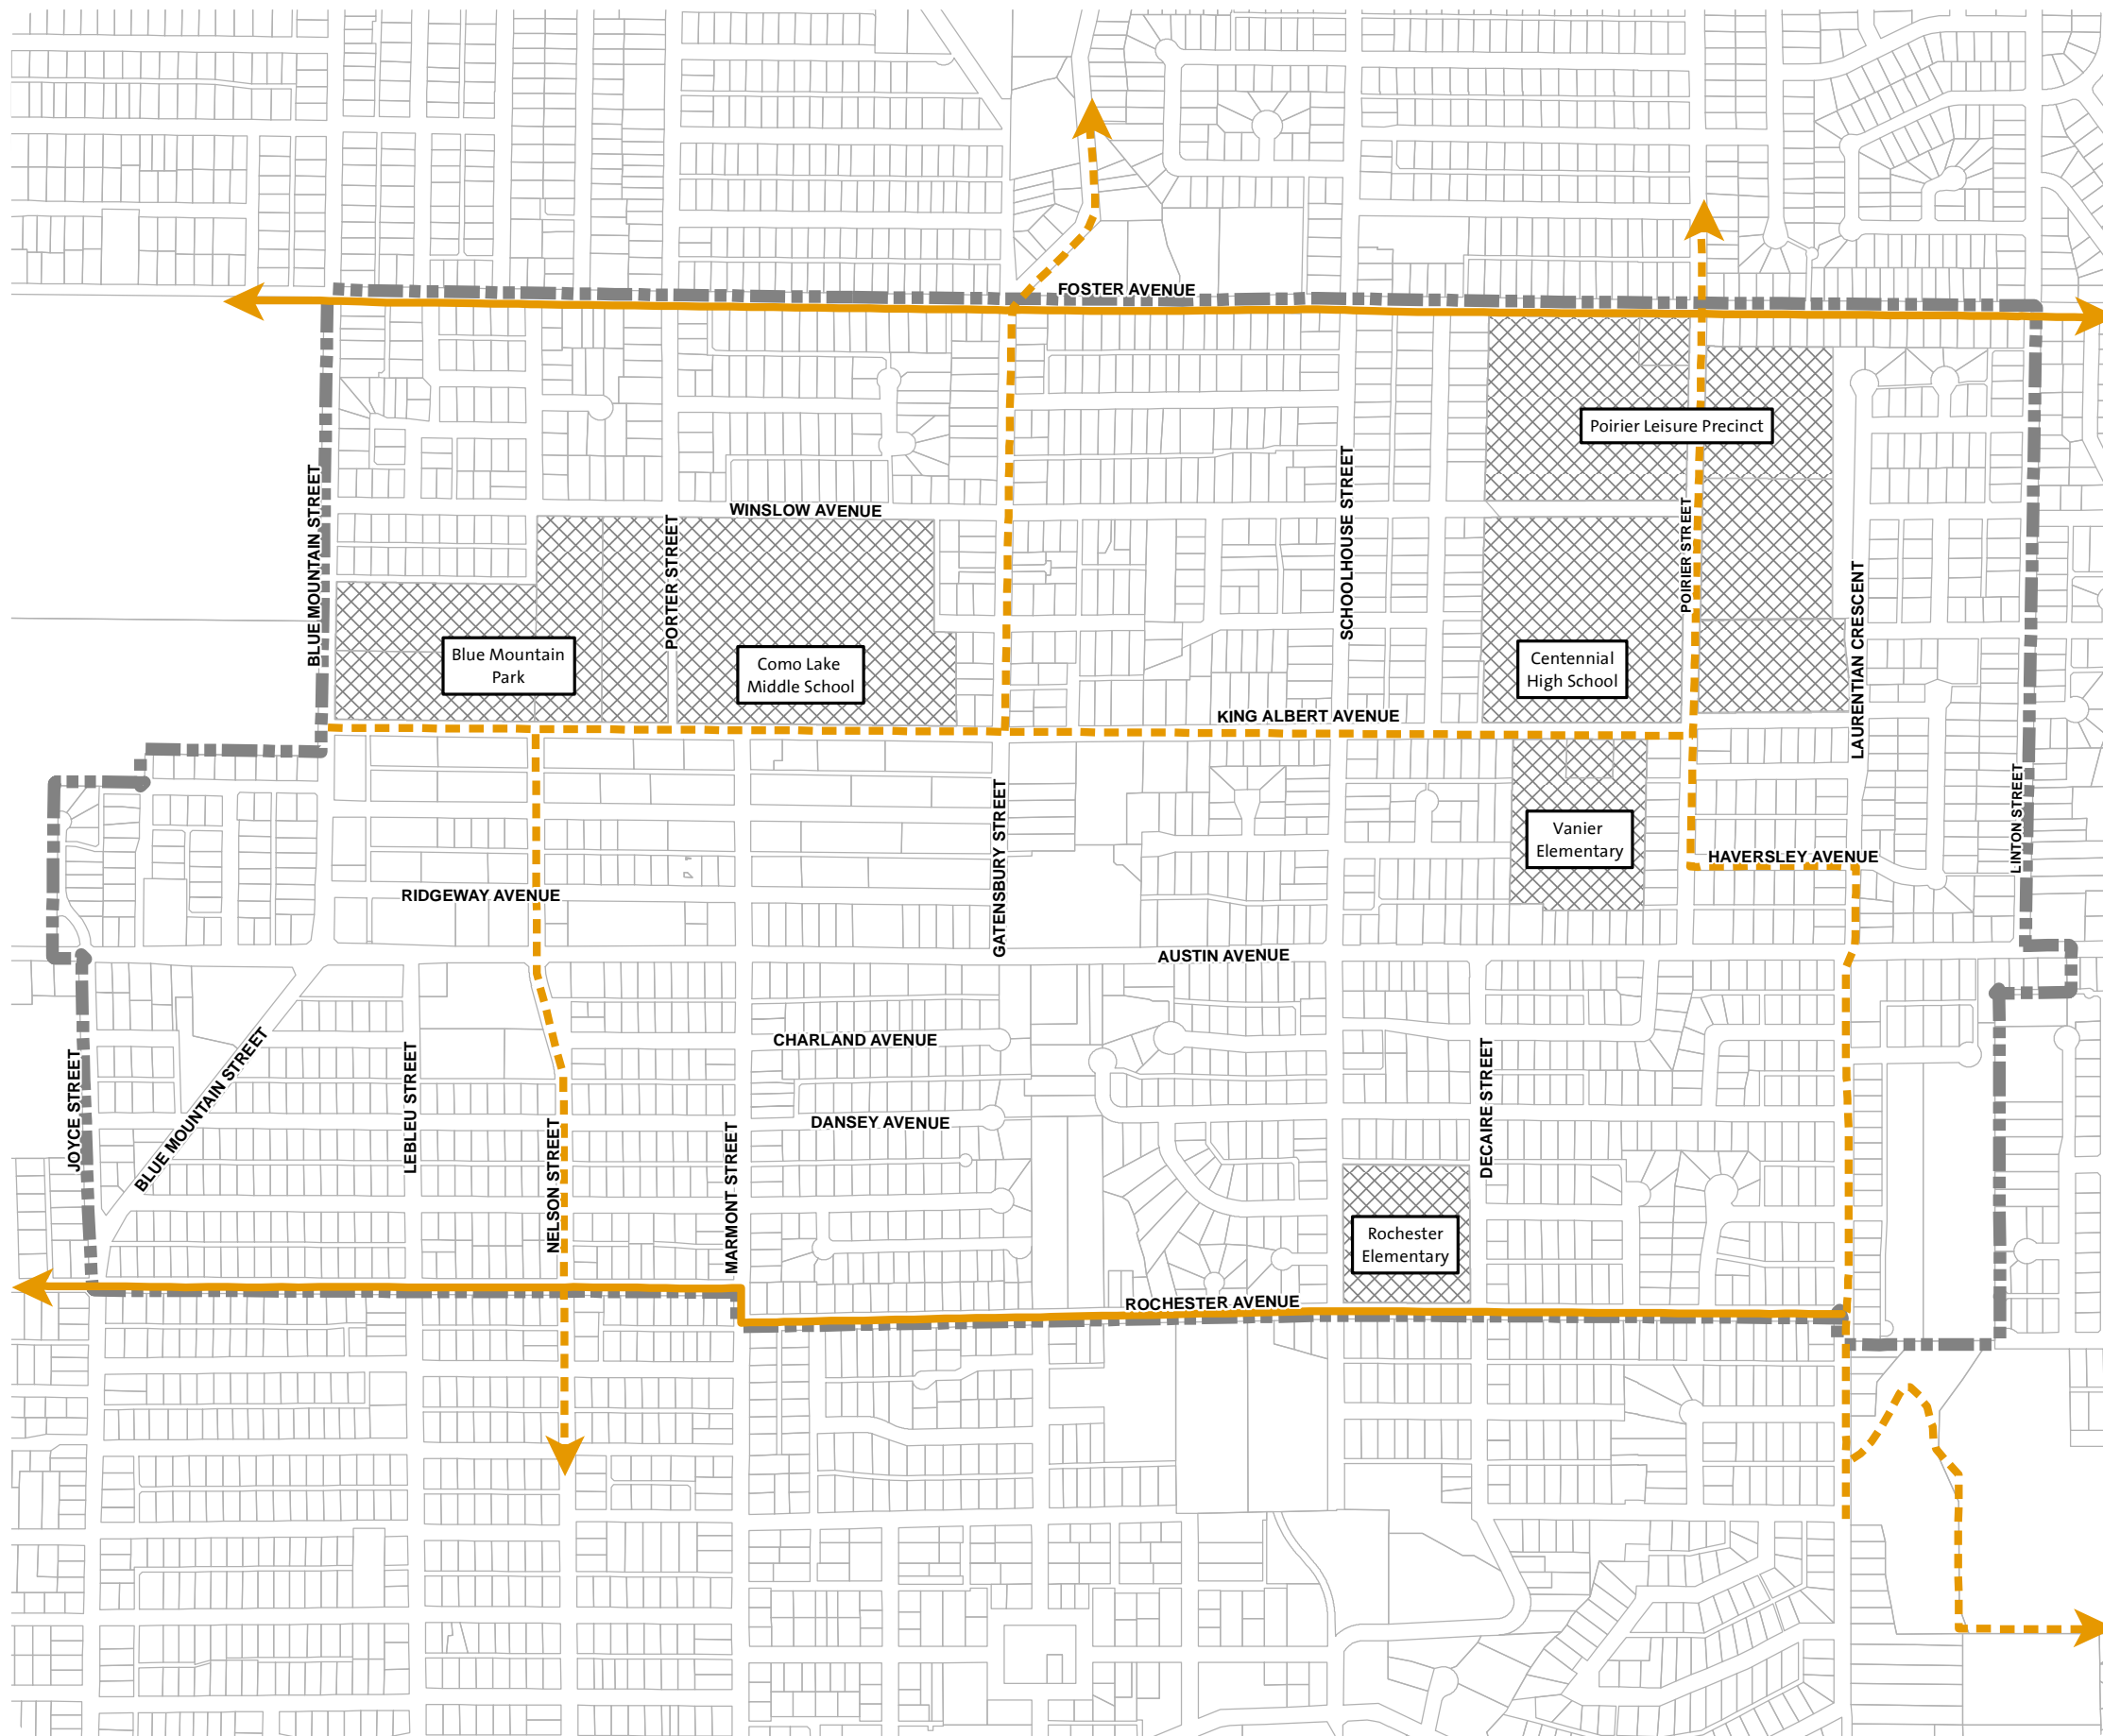 FOSTER AVENUE
Poirier Leisure Precinct
WINSLOW AVENUE
BLUE MOUNTAIN STREET
PORTER STREET
SCHOOLHOUSE STREET
POIRIER STREET
LAURENTIAN CRESCENT
Blue Mountain
Park
Como Lake
Middle School
Centennial
High School
KING ALBERT AVENUE
GATENSBURY STREET
LINTON STREET
Vanier
Elementary
HAVERSLEY AVENUE
RIDGEWAY AVENUE
AUSTIN AVENUE
CHARLAND AVENUE
JOYCE STREET
BLUE MOUNTAIN STREET
LEBLEU STREET
NELSON STREET
MARMONT STREET
DANSEY AVENUE
DECAIRE STREET
Rochester
Elementary
ROCHESTER AVENUE